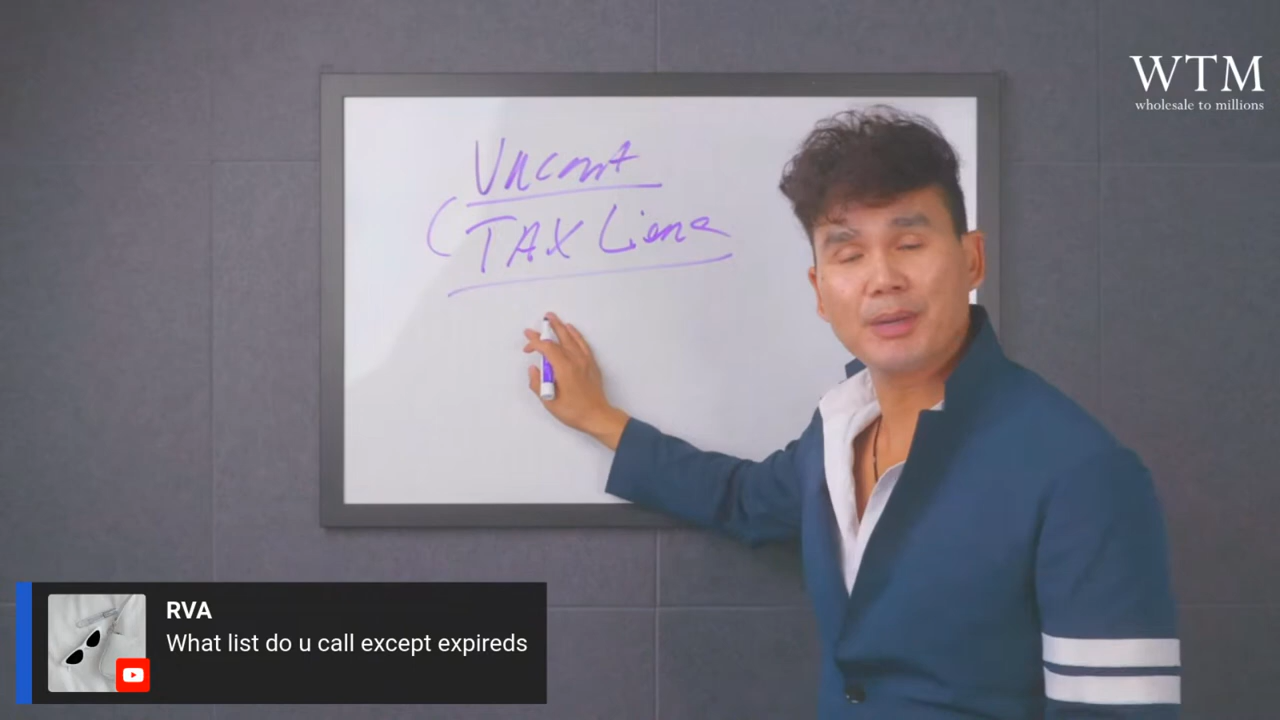 WTM
wholesale to millions
Vacant
TAX Liens
RVA
What list do u call except expireds